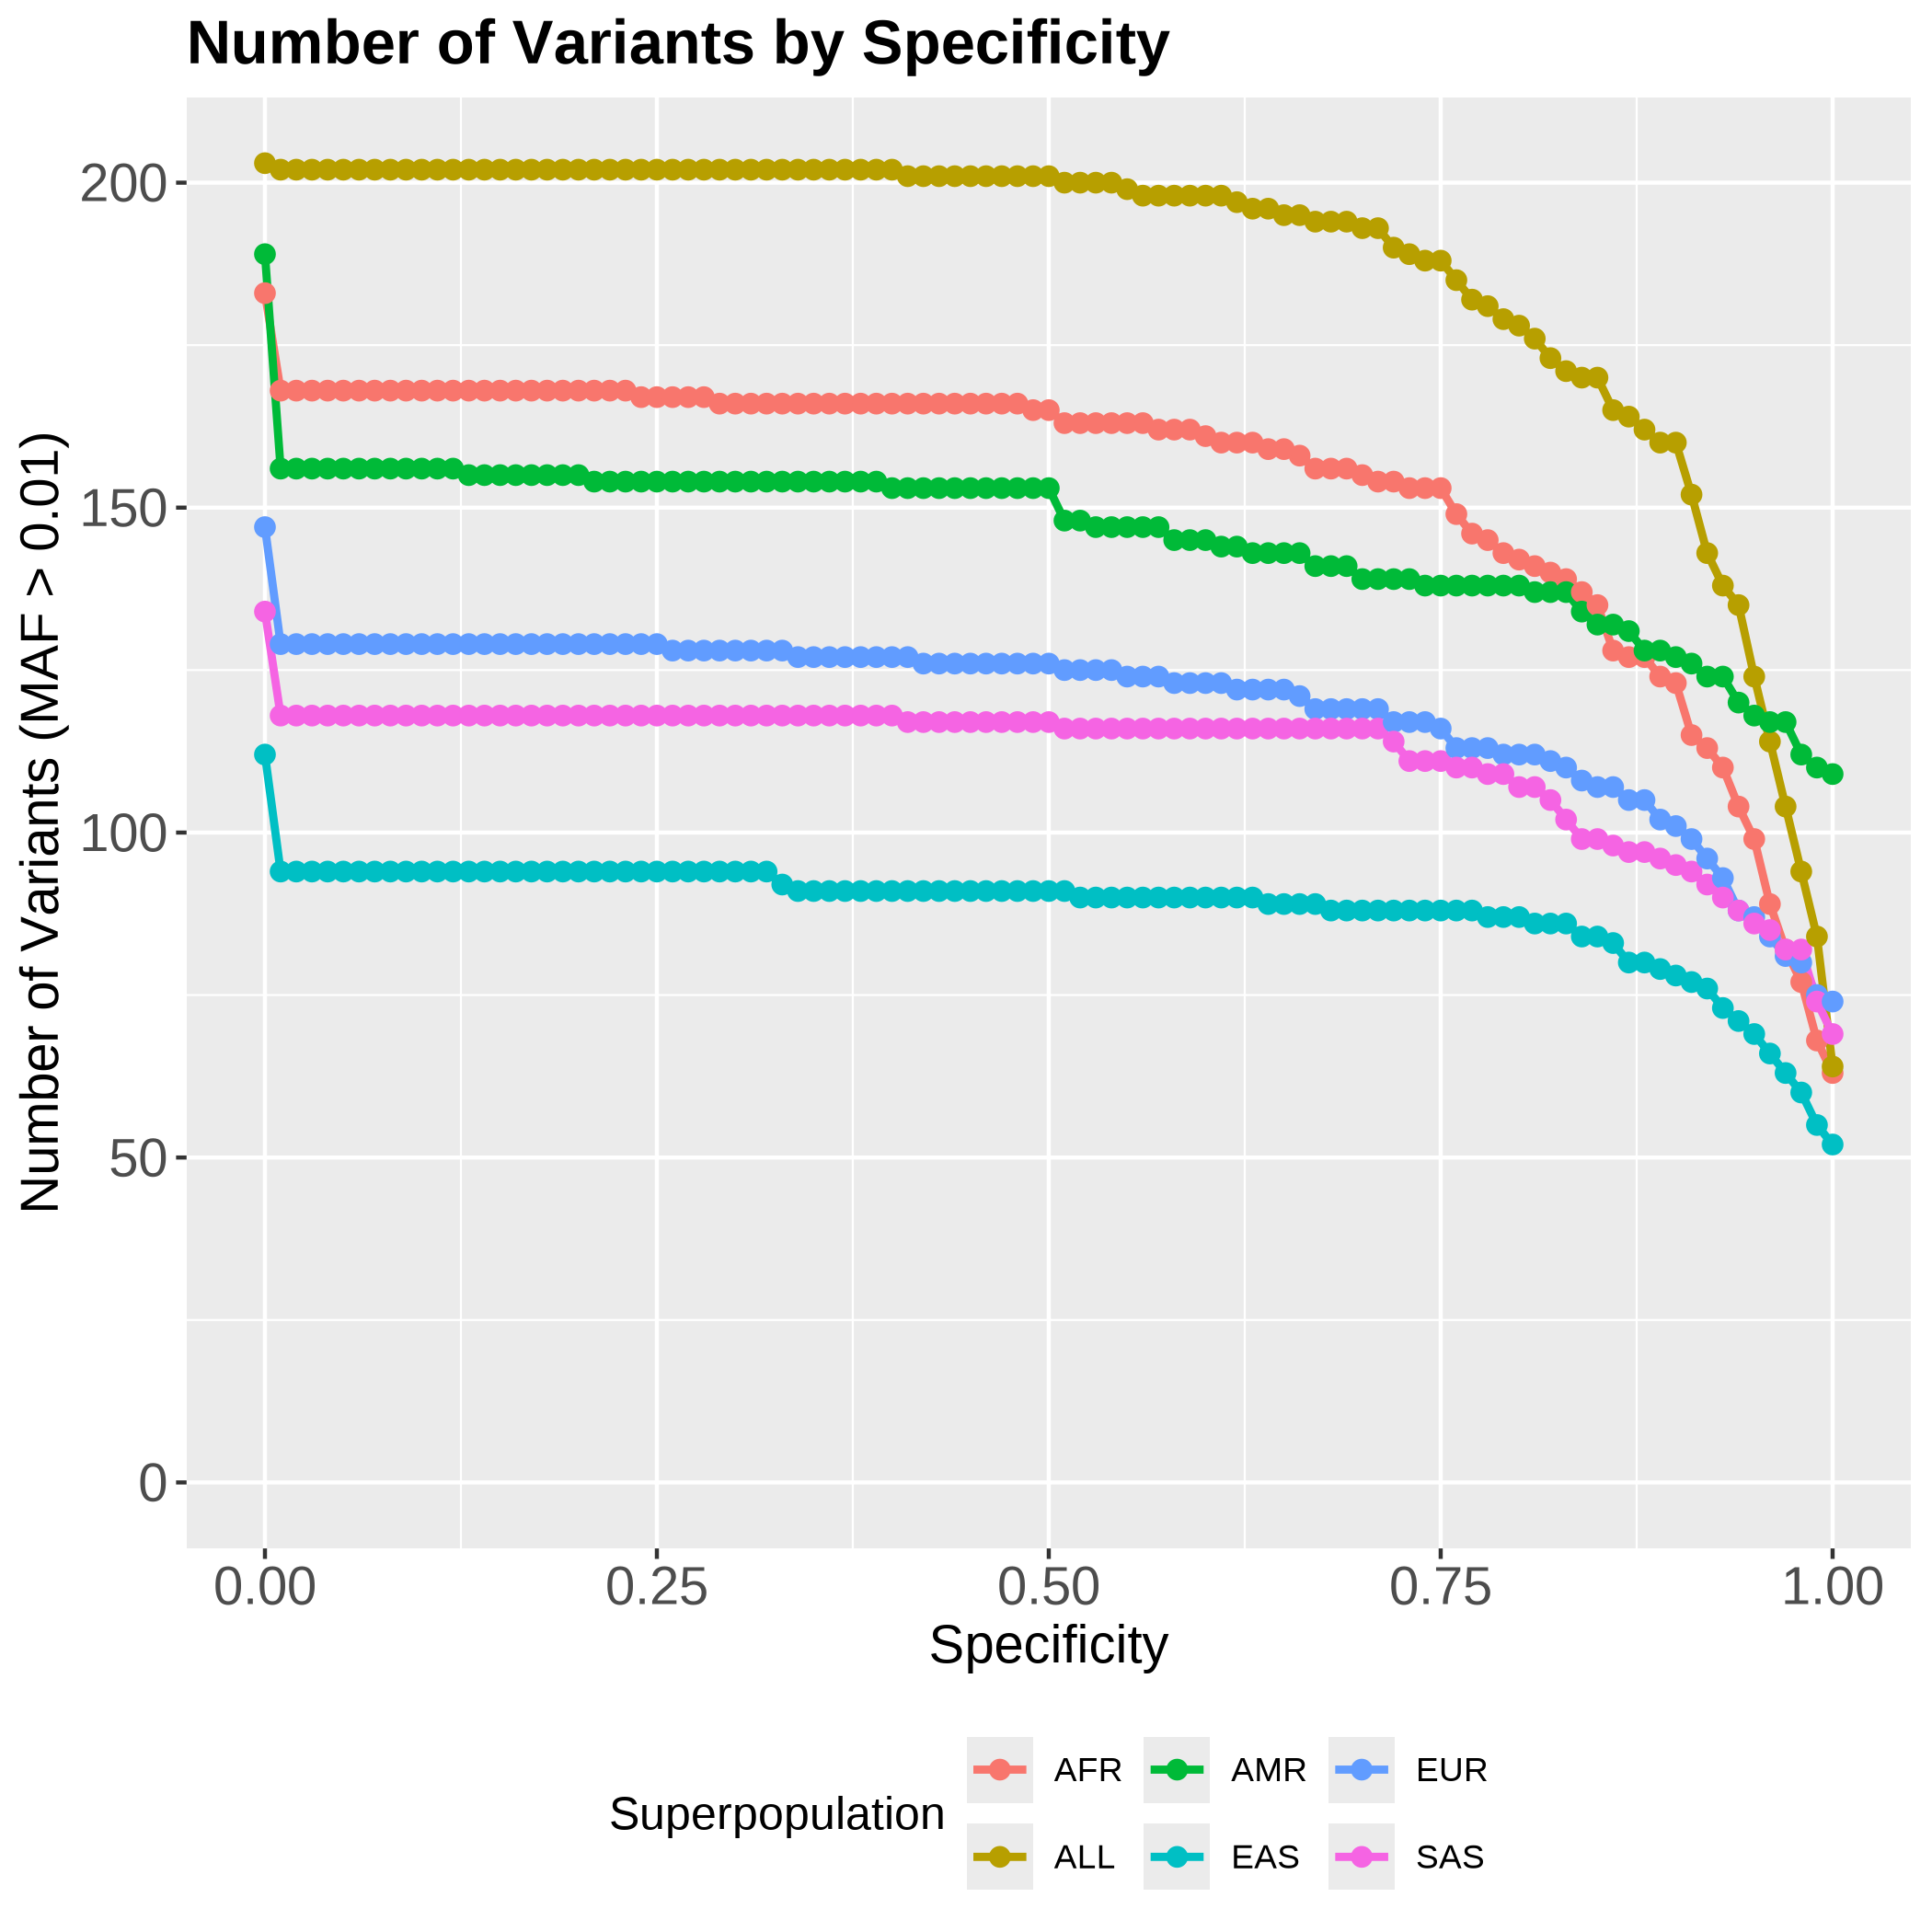 Number of Variants by Specificity
Number of Variants (MAF > 0.01)
200
150
100
50
0
0.00 0.25 0.50 0.75 1.00
Specificity
Superpopulation
AFR AMR EUR
ALL EAS SAS